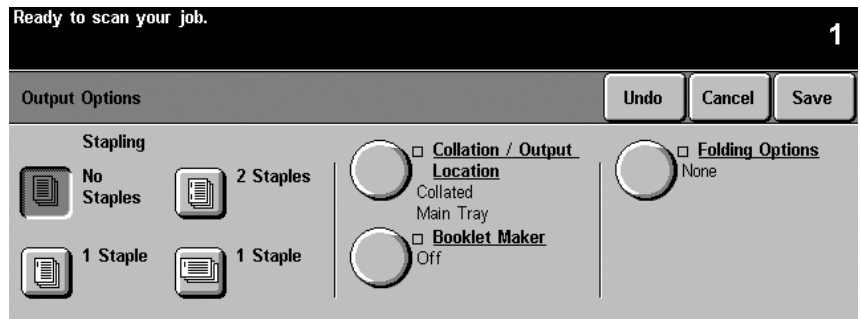 Ready to scan your job.
1
Output Options
Undo
Cancel
Save
Stapling
No
Staples
2 Staples
1 Staple
1 Staple
Collation / Output
Location
Collated
Main Tray
Booklet Maker
Off
Folding Options
None